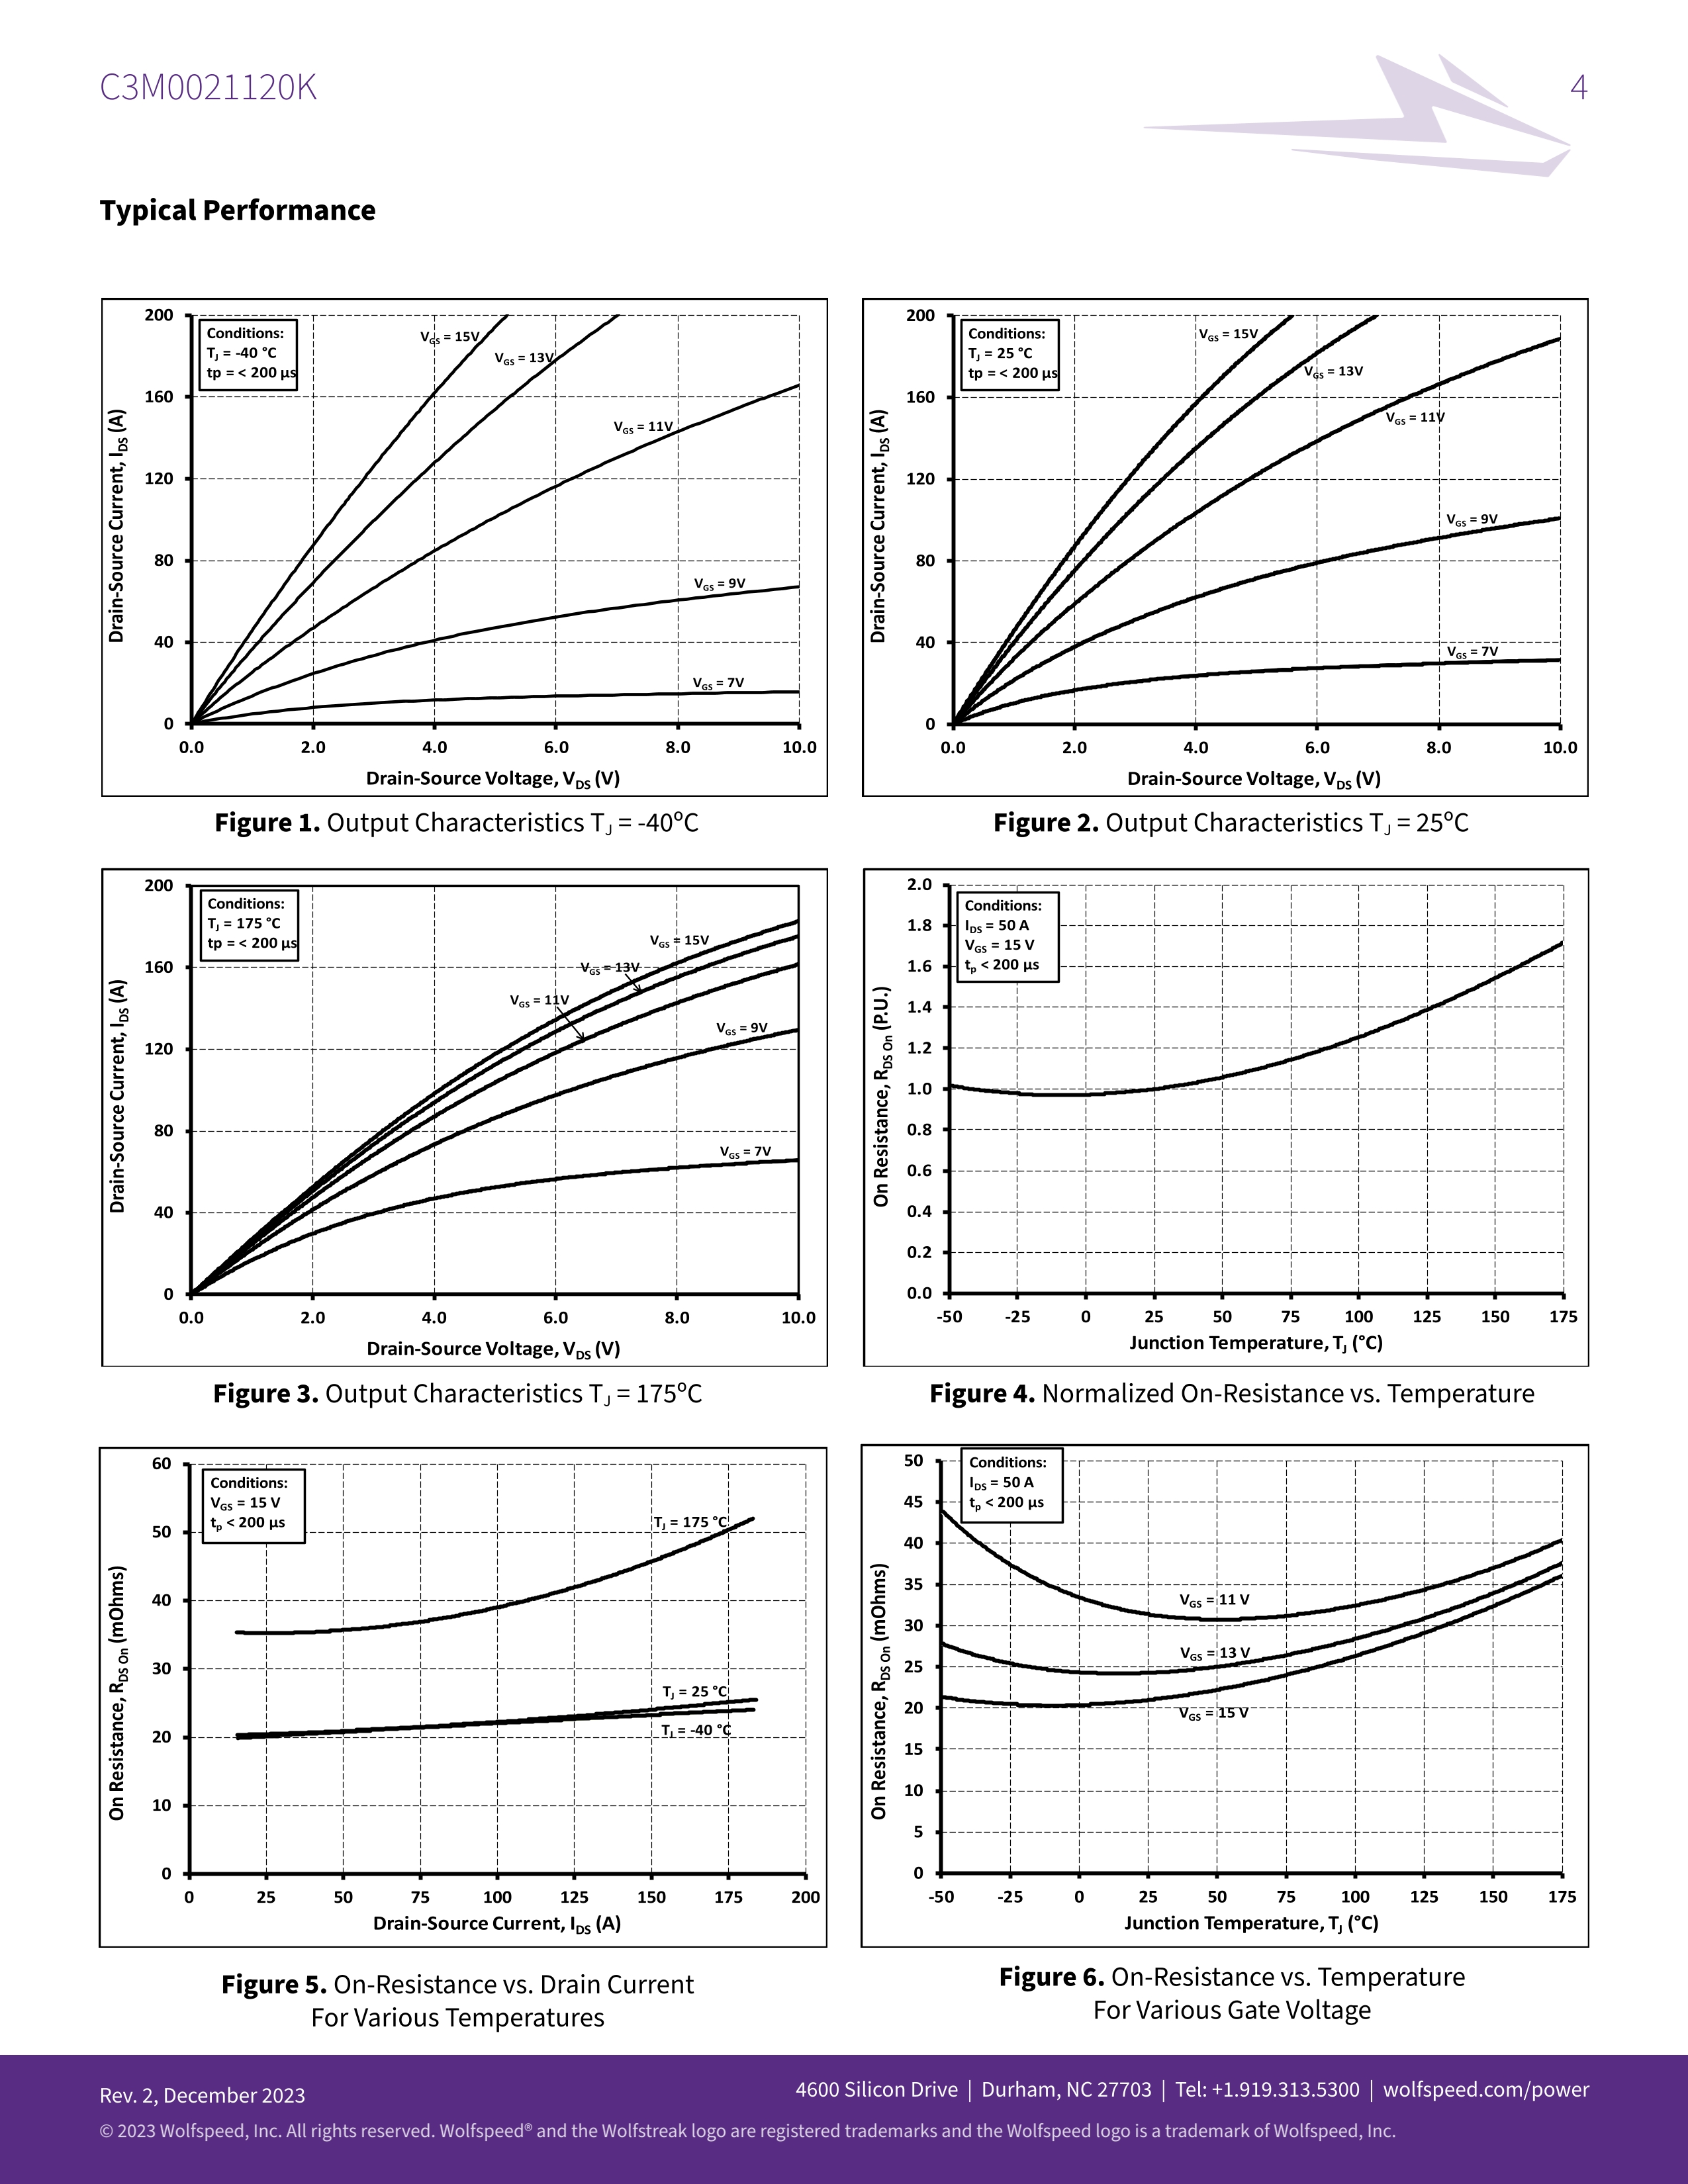 C3M0021120K
4
Typical Performance
200
160
120
80
40
0
Conditions:
TJ = -40 °C
tp = < 200 µs
VGS = 15V
VGS = 13V
VGS = 11V
VGS = 9V
VGS = 7V
0.0 2.0 4.0 6.0 8.0 10.0
Drain-Source Current, IDS (A)
Drain-Source Voltage, VDS (V)
Figure 1. Output Characteristics TJ = -40ºC
200
160
120
80
40
0
Conditions:
TJ = 25 °C
tp = < 200 µs
VGS = 15V
VGS = 13V
VGS = 11V
VGS = 9V
VGS = 7V
0.0 2.0 4.0 6.0 8.0 10.0
Drain-Source Current, IDS (A)
Drain-Source Voltage, VDS (V)
Figure 2. Output Characteristics TJ = 25ºC
200
160
120
80
40
0
Conditions:
TJ = 175 °C
tp = < 200 µs
VGS = 15V
VGS = 13V
VGS = 11V
VGS = 9V
VGS = 7V
0.0 2.0 4.0 6.0 8.0 10.0
Drain-Source Current, IDS (A)
Drain-Source Voltage, VDS (V)
Figure 3. Output Characteristics TJ = 175ºC
2.0
1.8
1.6
1.4
1.2
1.0
0.8
0.6
0.4
0.2
0.0
Conditions:
IDS = 50 A
VGS = 15 V
tp < 200 µs
-50 -25 0 25 50 75 100 125 150 175
On Resistance, RDS On (P.U.)
Junction Temperature, TJ (°C)
Figure 4. Normalized On-Resistance vs. Temperature
60
50
40
30
20
10
0
Conditions:
VGS = 15 V
tp < 200 µs
TJ = 175 °C
TJ = 25 °C
TJ = -40 °C
0 25 50 75 100 125 150 175 200
On Resistance, RDS On (mOhms)
Drain-Source Current, IDS (A)
Figure 5. On-Resistance vs. Drain Current
For Various Temperatures
50
45
40
35
30
25
20
15
10
5
0
Conditions:
IDS = 50 A
tp < 200 µs
VGS = 11 V
VGS = 13 V
VGS = 15 V
-50 -25 0 25 50 75 100 125 150 175
On Resistance, RDS On (mOhms)
Junction Temperature, TJ (°C)
Figure 6. On-Resistance vs. Temperature
For Various Gate Voltage
Rev. 2, December 2023
4600 Silicon Drive | Durham, NC 27703 | Tel: +1.919.313.5300 | wolfspeed.com/power
© 2023 Wolfspeed, Inc. All rights reserved. Wolfspeed® and the Wolfstreak logo are registered trademarks and the Wolfspeed logo is a trademark of Wolfspeed, Inc.